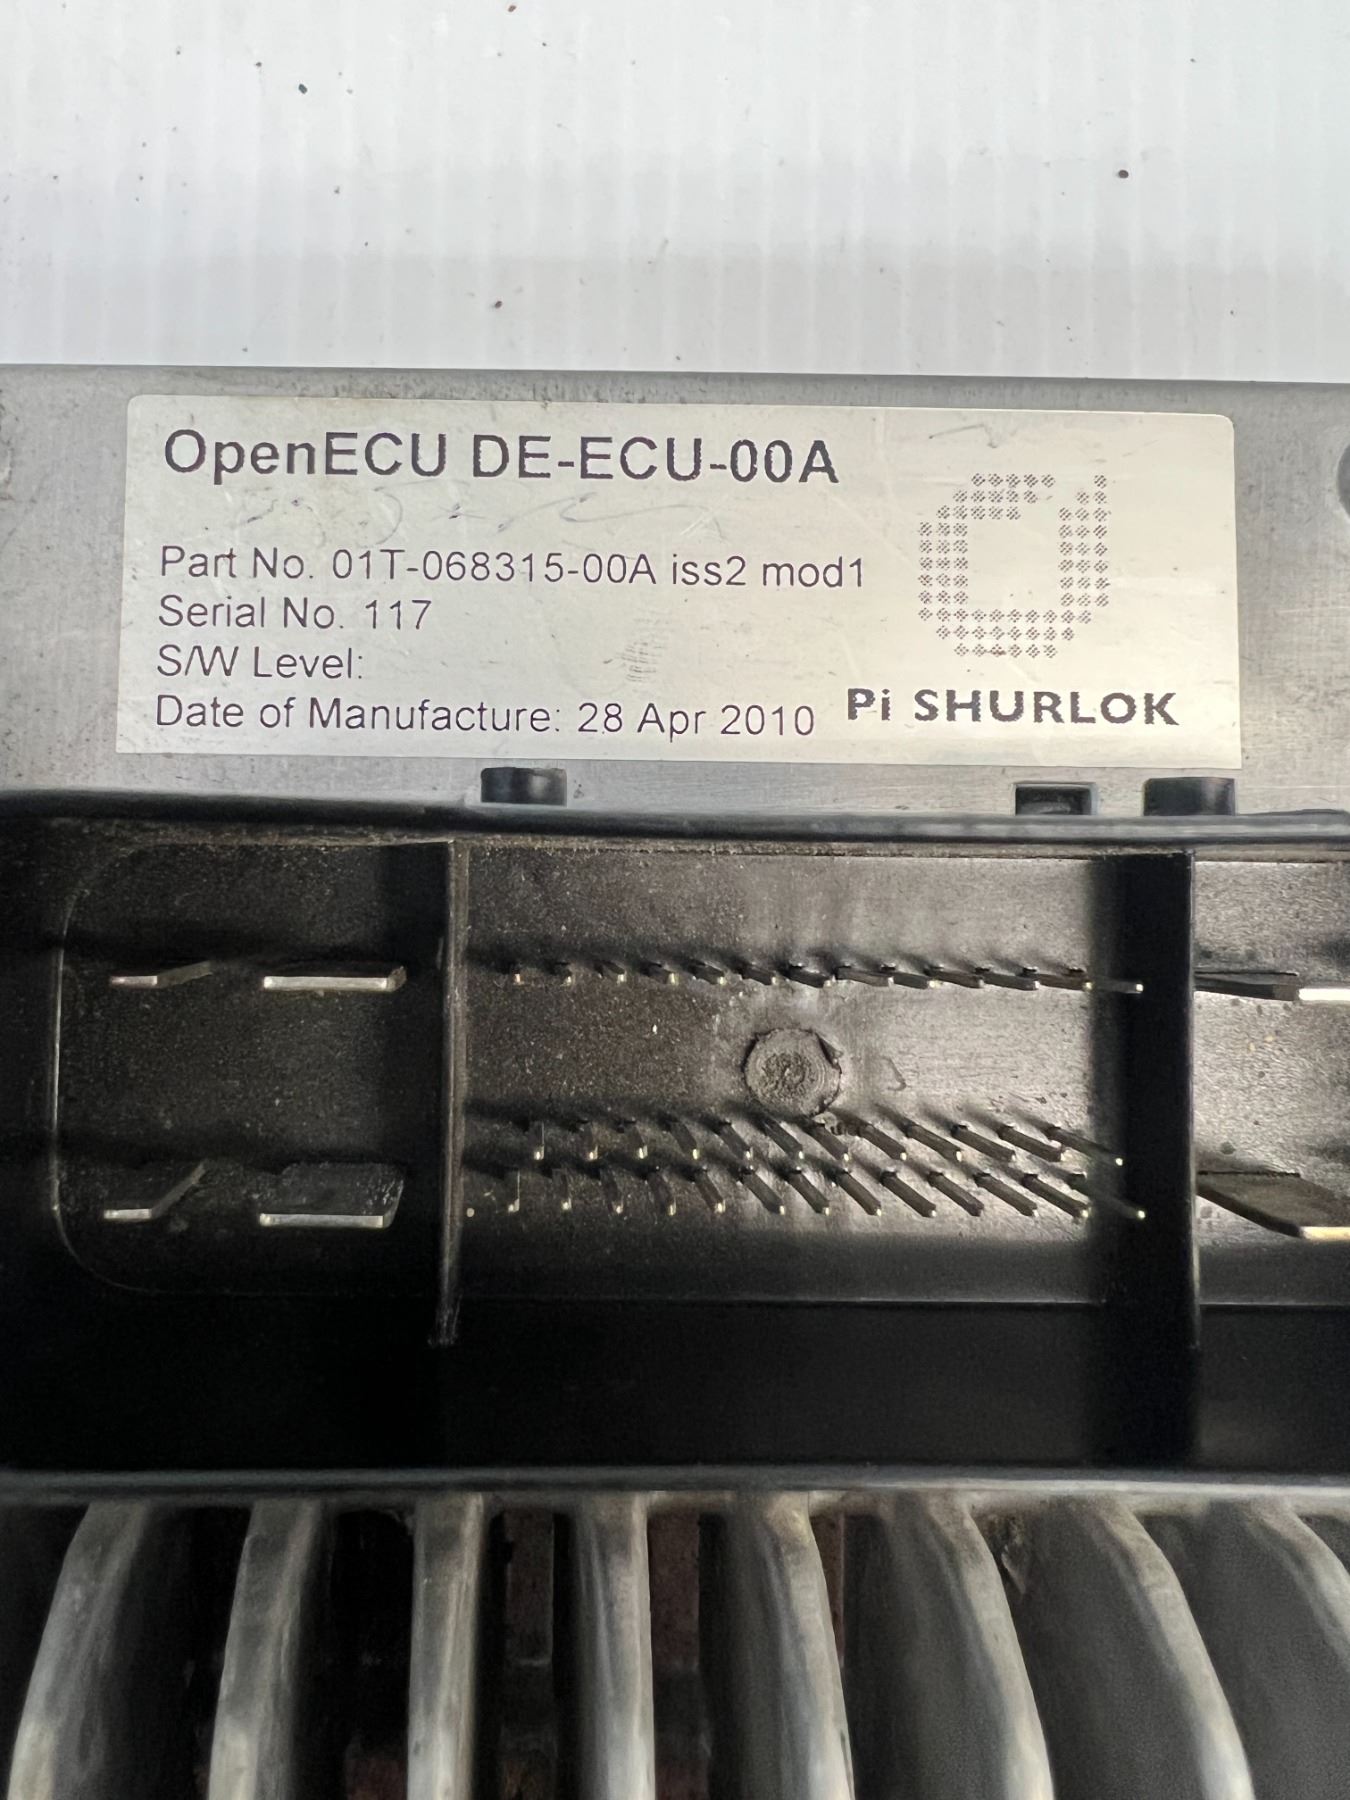 OpenECU DE-ECU-00A
Part No. 01T-068315-00A iss2 mod1
Serial No. 117
S/W Level:
Date of Manufacture: 28 Apr 2010
Pi SHURLOK